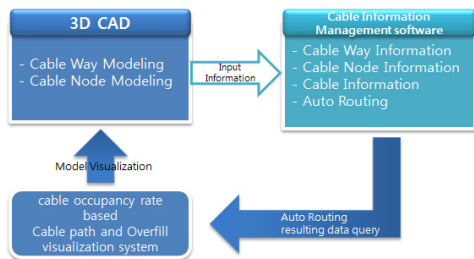 3D CAD
- Cable Way Modeling
- Cable Node Modeling
Input
Information
Cable Information
Management software
- Cable Way Information
- Cable Node Information
- Cable Information
- Auto Routing
Model Visualization
cable occupancy rate
based
Cable path and Overfill
visualization system
Auto Routing
resulting data query